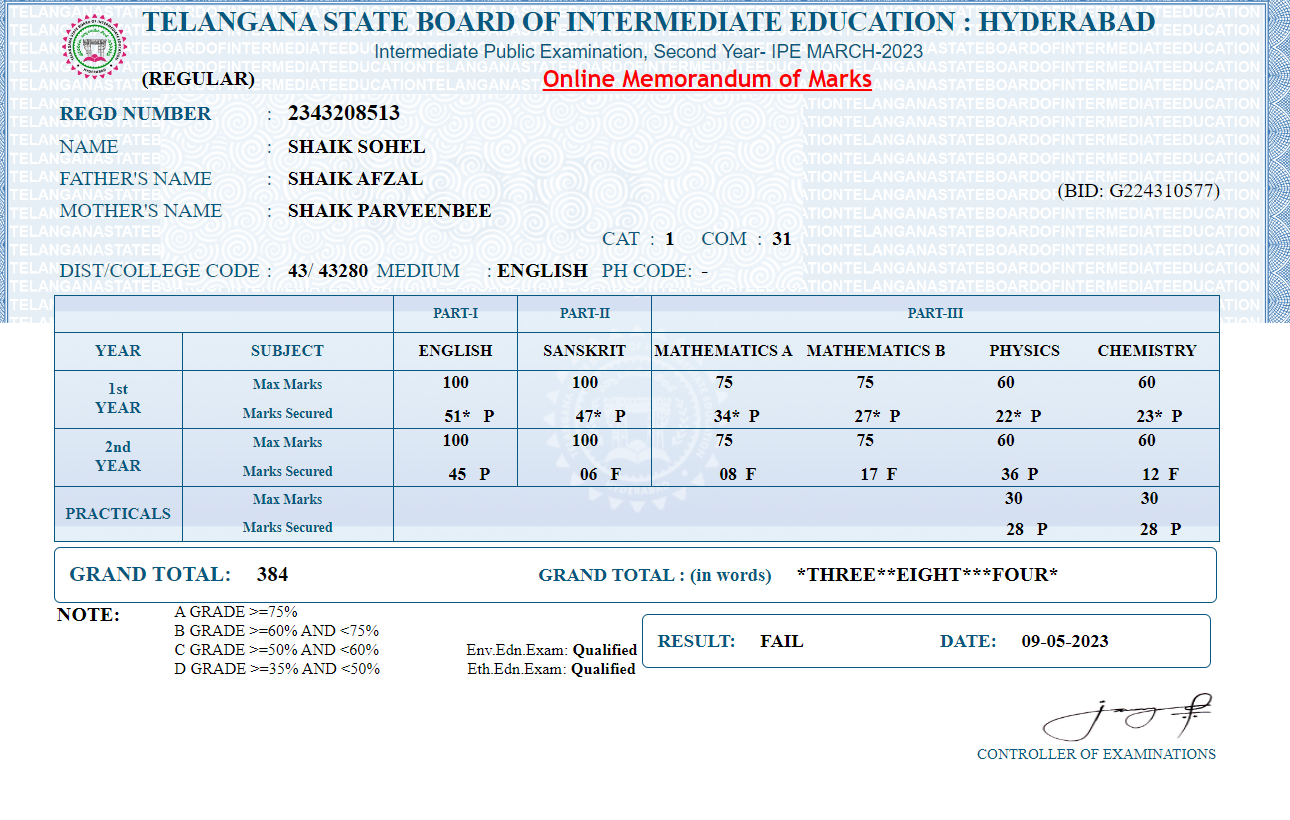 TELANGANA STATE BOARD OF INTERMEDIATE EDUCATION : HYDERABAD
Intermediate Public Examination, Second Year- IPE MARCH-2023
(REGULAR) Online Memorandum of Marks
REGD NUMBER : 2343208513
NAME : SHAIK SOHEL
FATHER'S NAME : SHAIK AFZAL
(BID: G224310577)
MOTHER'S NAME : SHAIK PARVEENBEE
CAT : 1 COM : 31
DIST/COLLEGE CODE : 43/ 43280 MEDIUM : ENGLISH PH CODE: -
PART-I PART-II PART-III
YEAR SUBJECT ENGLISH SANSKRIT MATHEMATICS A MATHEMATICS B PHYSICS CHEMISTRY
1st YEAR Max Marks 100 100 75 75 60 60
Marks Secured 51* P 47* P 34* P 27* P 22* P 23* P
2nd YEAR Max Marks 100 100 75 75 60 60
Marks Secured 45 P 06 F 08 F 17 F 36 P 12 F
PRACTICALS Max Marks 30 30
Marks Secured 28 P 28 P
GRAND TOTAL: 384 GRAND TOTAL : (in words) *THREE**EIGHT***FOUR*
NOTE: A GRADE >=75%
B GRADE >=60% AND <75%
C GRADE >=50% AND <60% Env.Edn.Exam: Qualified
D GRADE >=35% AND <50% Eth.Edn.Exam: Qualified
RESULT: FAIL DATE: 09-05-2023
CONTROLLER OF EXAMINATIONS